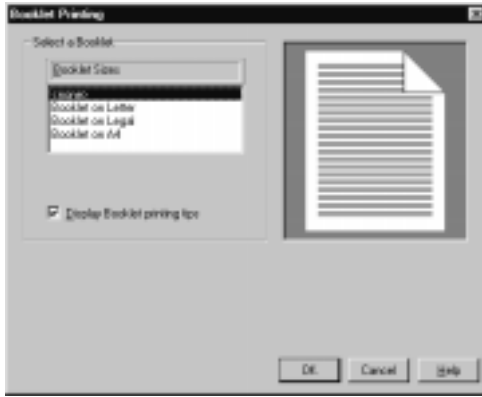 Booklet Printing
Select a Booklet
Booklet Sizes
<none>
Booklet on Letter
Booklet on Legal
Booklet on A4
Display Booklet printing tips
OK
Cancel
Help